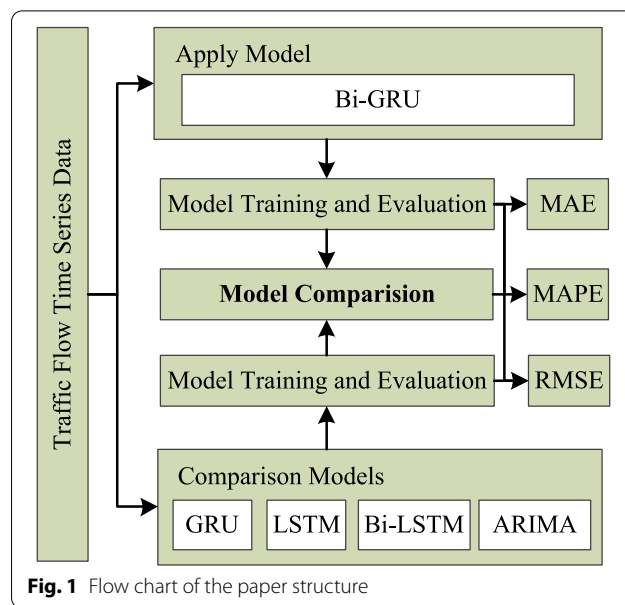 Traffic Flow Time Series Data
Apply Model
Bi-GRU
Model Training and Evaluation
MAE
Model Comparision
MAPE
Model Training and Evaluation
RMSE
Comparison Models
GRU
LSTM
Bi-LSTM
ARIMA
Fig. 1 Flow chart of the paper structure